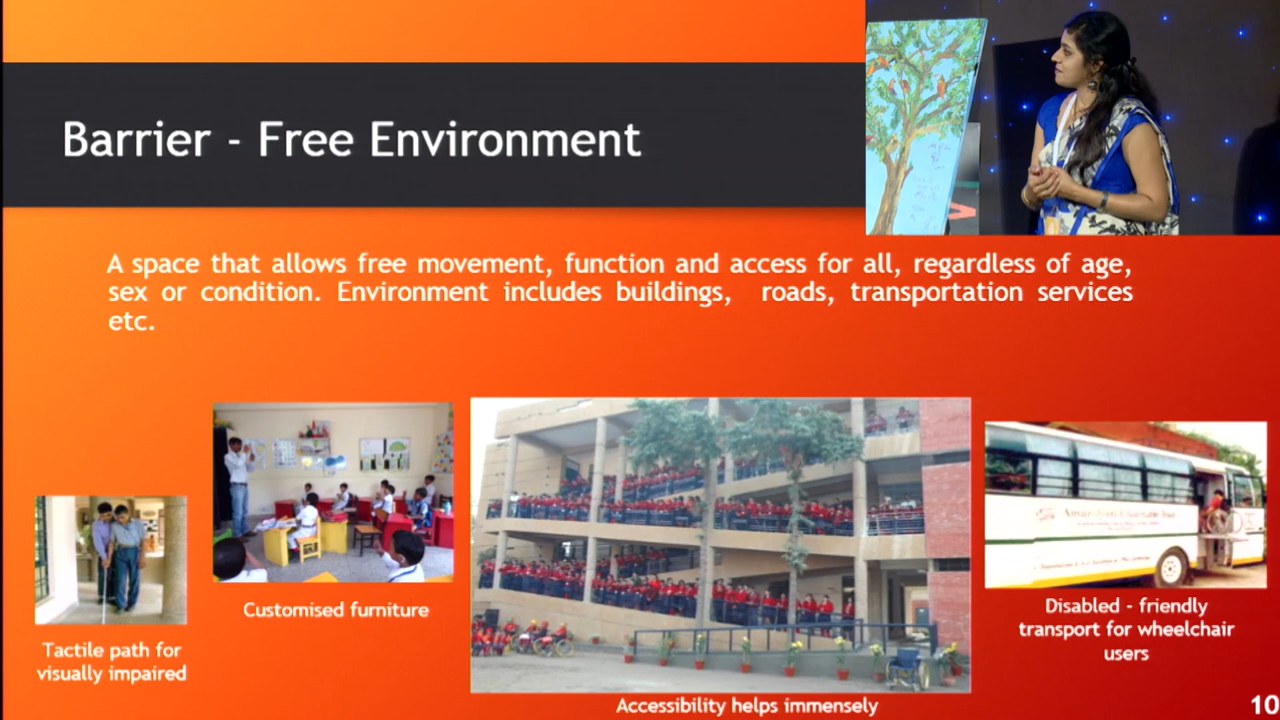 Barrier - Free Environment
A space that allows free movement, function and access for all, regardless of age,
sex or condition. Environment includes buildings, roads, transportation services
etc.
Customised furniture
Tactile path for
visually impaired
Accessibility helps immensely
Disabled - friendly
transport for wheelchair
users
10